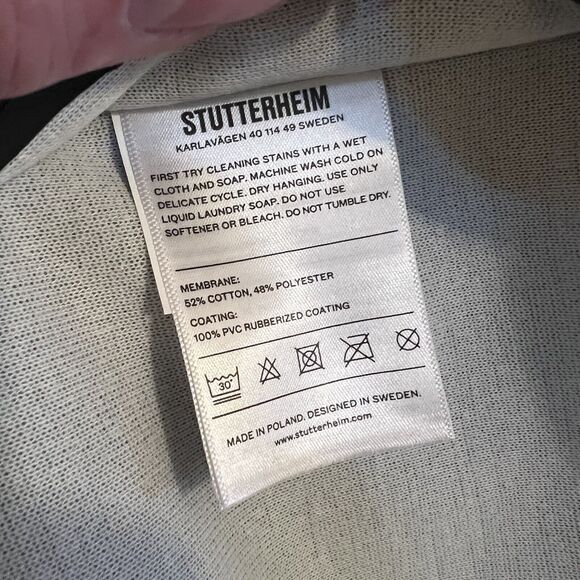 STUTTERHEIM
KARLAVÄGEN 40 114 49 SWEDEN
FIRST TRY CLEANING STAINS WITH A WET
CLOTH AND SOAP. MACHINE WASH COLD ON
DELICATE CYCLE. DRY HANGING. USE ONLY
LIQUID LAUNDRY SOAP. DO NOT USE
SOFTENER OR BLEACH. DO NOT TUMBLE DRY.
MEMBRANE:
52% COTTON, 48% POLYESTER
COATING:
100% PVC RUBBERIZED COATING
30°
MADE IN POLAND. DESIGNED IN SWEDEN.
www.stutterheim.com